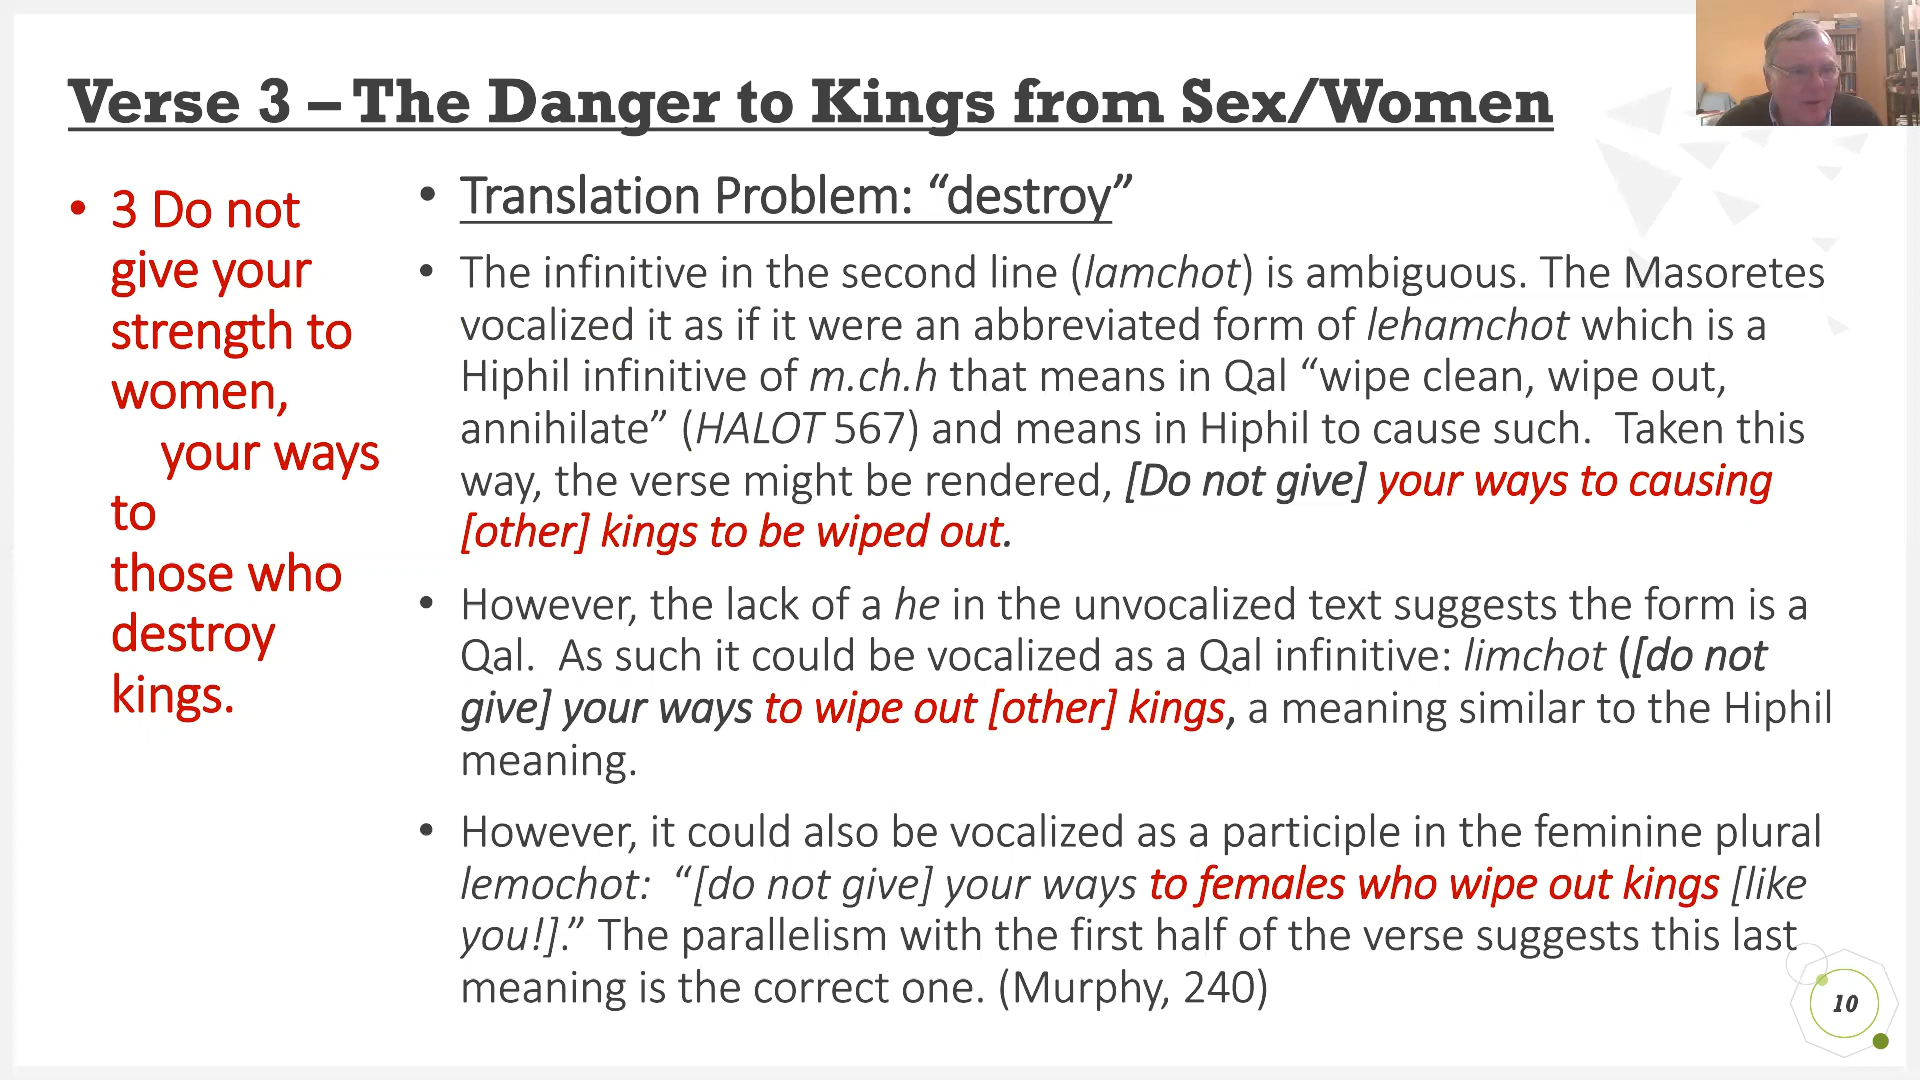 Verse 3 – The Danger to Kings from Sex/Women
• 3 Do not
give your
strength to
women,
your ways
to
those who
destroy
kings.
• Translation Problem: “destroy”
• The infinitive in the second line (lamchot) is ambiguous. The Masoretes
vocalized it as if it were an abbreviated form of lehamchot which is a
Hiphil infinitive of m.ch.h that means in Qal “wipe clean, wipe out,
annihilate” (HALOT 567) and means in Hiphil to cause such.  Taken this
way, the verse might be rendered, [Do not give] your ways to causing
[other] kings to be wiped out.
• However, the lack of a he in the unvocalized text suggests the form is a
Qal.  As such it could be vocalized as a Qal infinitive: limchot ([do not
give] your ways to wipe out [other] kings, a meaning similar to the Hiphil
meaning.
• However, it could also be vocalized as a participle in the feminine plural
lemochot:  “[do not give] your ways to females who wipe out kings [like
you!].” The parallelism with the first half of the verse suggests this last
meaning is the correct one. (Murphy, 240)
10